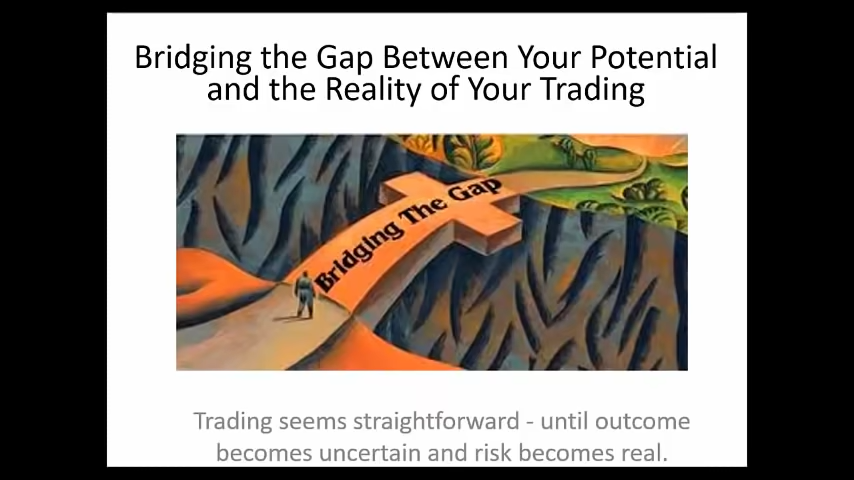 Bridging the Gap Between Your Potential
and the Reality of Your Trading
Bridging The Gap
Trading seems straightforward - until outcome
becomes uncertain and risk becomes real.